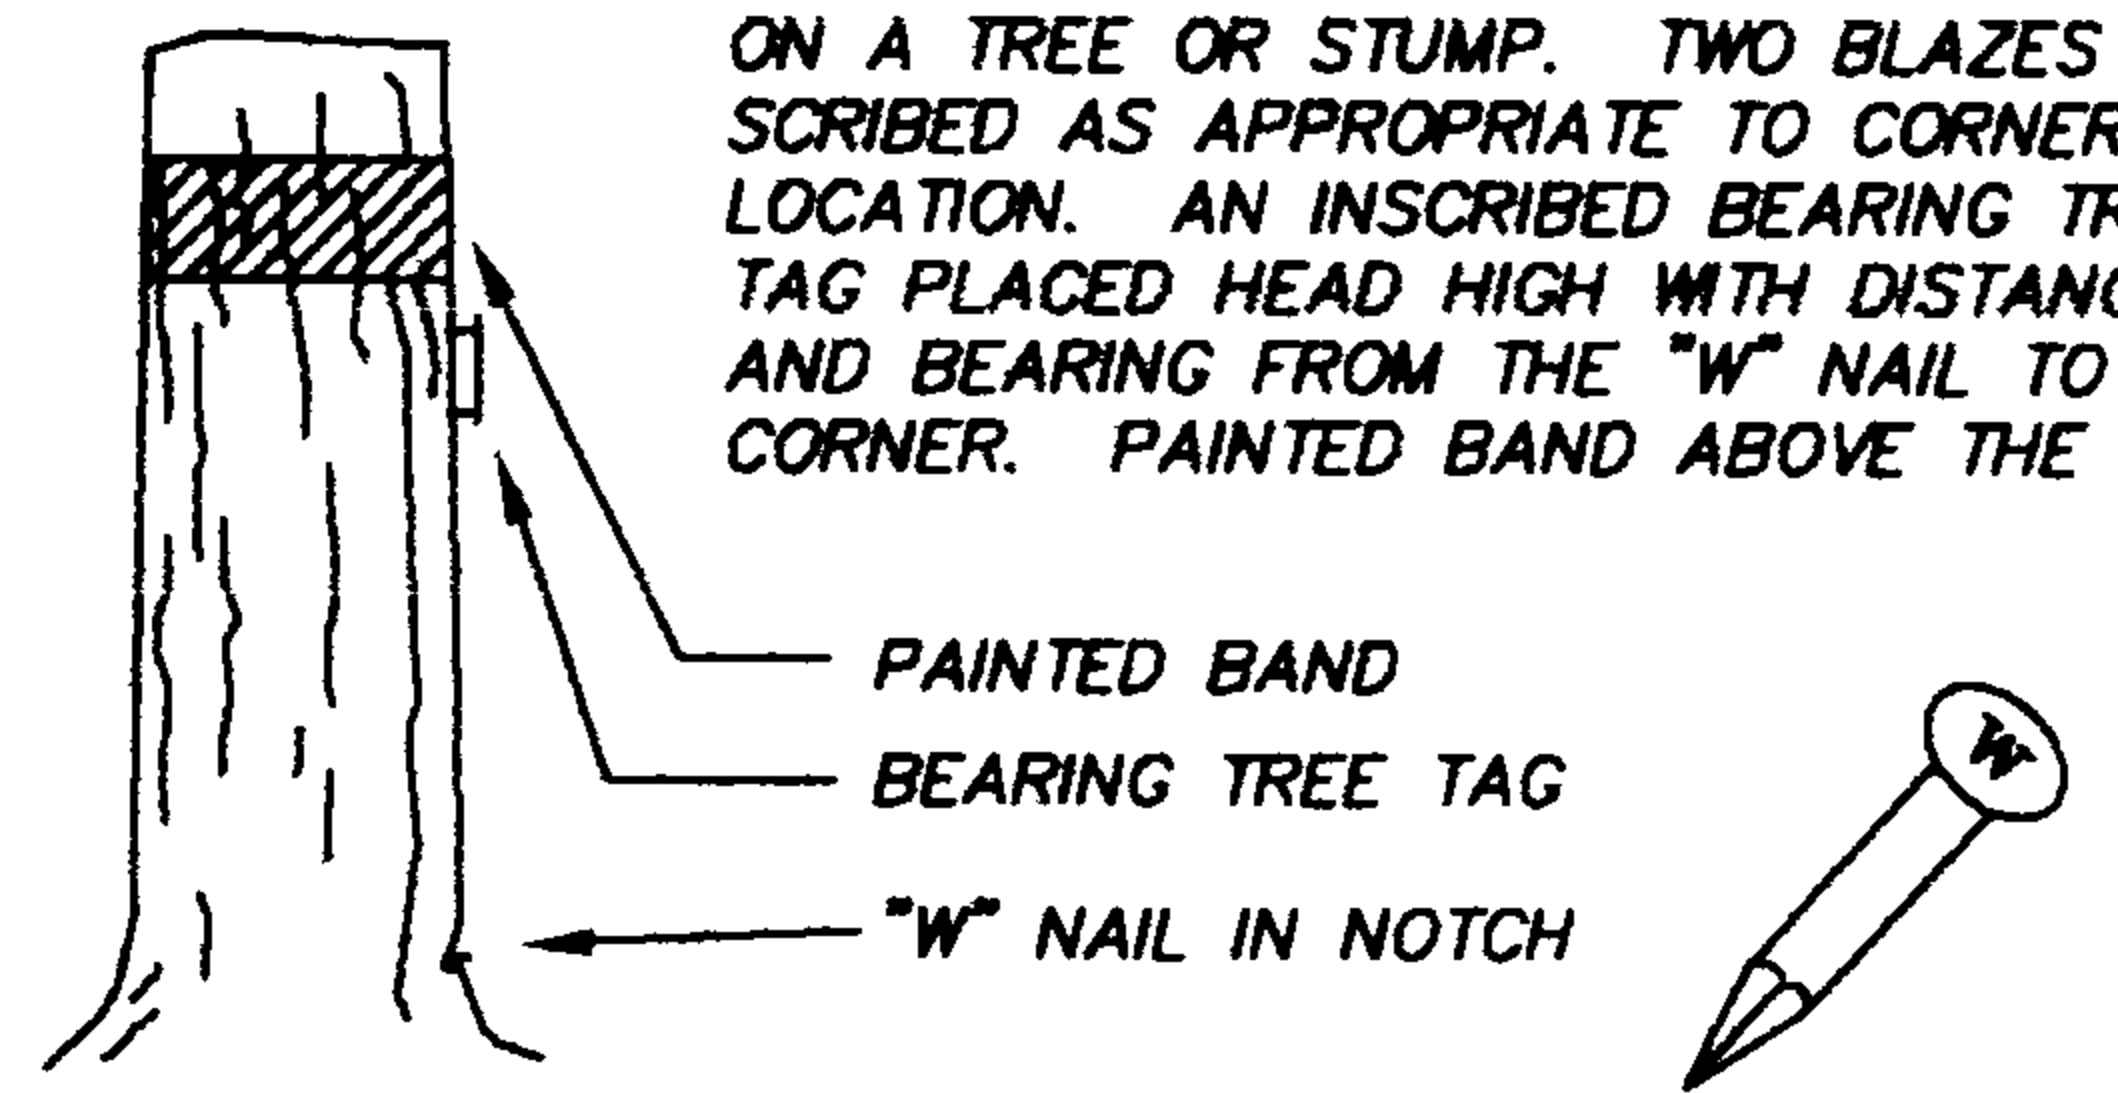 ON A TREE OR STUMP. TWO BLAZES
SCRIBED AS APPROPRIATE TO CORNER
LOCATION. AN INSCRIBED BEARING TR
TAG PLACED HEAD HIGH WITH DISTANC
AND BEARING FROM THE "W" NAIL TO
CORNER. PAINTED BAND ABOVE THE
PAINTED BAND
BEARING TREE TAG
"W" NAIL IN NOTCH
W